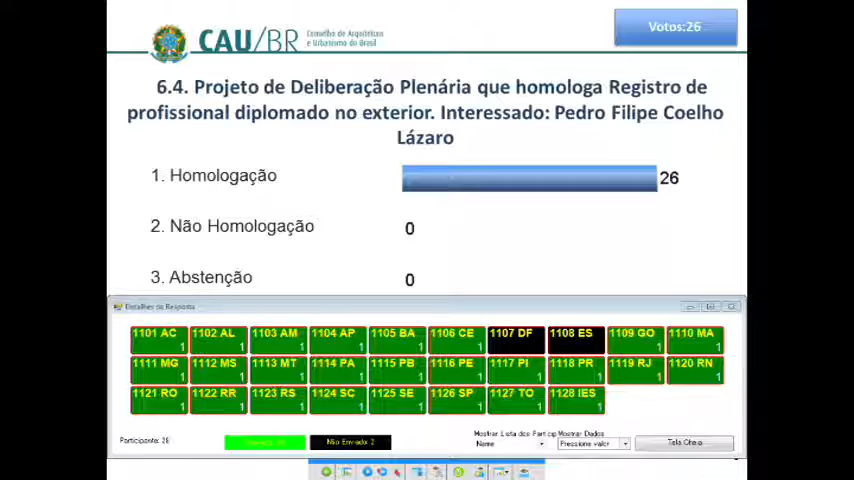 CAU/BR
Conselho de Arquitetura
e Urbanismo do Brasil
Votos:26
6.4. Projeto de Deliberação Plenária que homologa Registro de
profissional diplomado no exterior. Interessado: Pedro Filipe Coelho
Lázaro
1. Homologação 26
2. Não Homologação 0
3. Abstenção 0
Detalhes da Resposta
1101 AC 1102 AL 1103 AM 1104 AP 1105 BA 1106 CE 1107 DF 1108 ES 1109 GO 1110 MA
1 1 1 1 1 1 1 1
1111 MG 1112 MS 1113 MT 1114 PA 1115 PB 1116 PE 1117 PI 1118 PR 1119 RJ 1120 RN
1 1 1 1 1 1 1 1 1 1
1121 RO 1122 RR 1123 RS 1124 SC 1125 SE 1126 SP 1127 TO 1128 IES
1 1 1 1 1 1 1 1
Mostrar Lista dos Particip Mostrar Dados
Participante: 28 Não Enviada 2 Name Pressione valor Tela Cheia